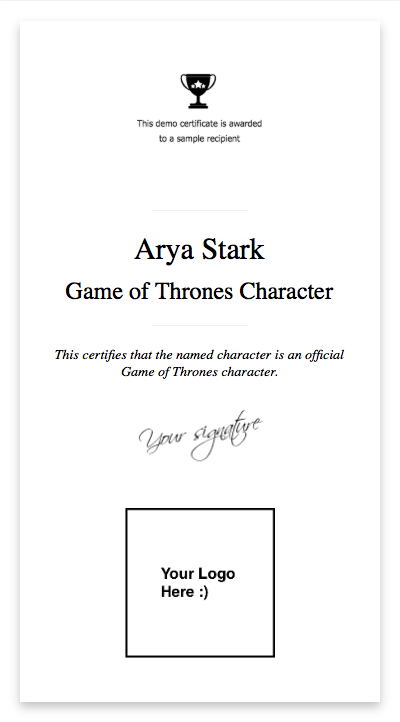 This demo certificate is awarded
to a sample recipient
Arya Stark
Game of Thrones Character
This certifies that the named character is an official
Game of Thrones character.
Your signature
Your Logo
Here :)